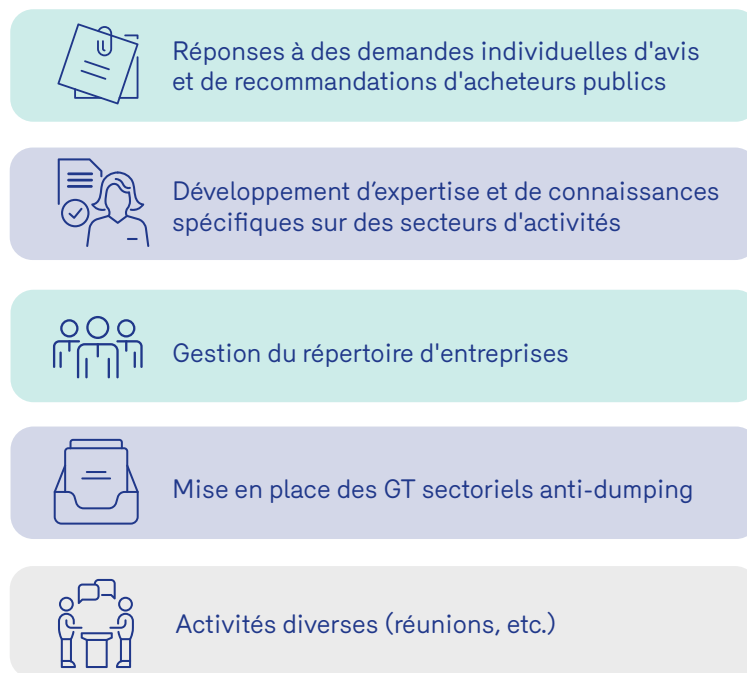 Réponses à des demandes individuelles d'avis
et de recommandations d'acheteurs publics
Développement d’expertise et de connaissances
spécifiques sur des secteurs d'activités
Gestion du répertoire d'entreprises
Mise en place des GT sectoriels anti-dumping
Activités diverses (réunions, etc.)